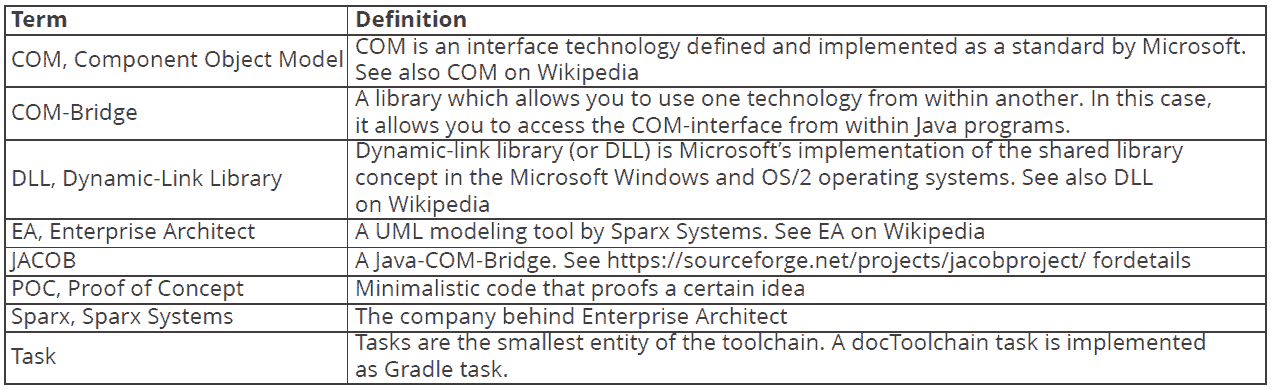 Term Definition
COM, Component Object Model COM is an interface technology defined and implemented as a standard by Microsoft.
See also COM on Wikipedia
COM-Bridge A library which allows you to use one technology from within another. In this case,
it allows you to access the COM-interface from within Java programs.
DLL, Dynamic-Link Library Dynamic-link library (or DLL) is Microsoft’s implementation of the shared library
concept in the Microsoft Windows and OS/2 operating systems. See also DLL
on Wikipedia
EA, Enterprise Architect A UML modeling tool by Sparx Systems. See EA on Wikipedia
JACOB A Java-COM-Bridge. See https://sourceforge.net/projects/jacobproject/ fordetails
POC, Proof of Concept Minimalistic code that proofs a certain idea
Sparx, Sparx Systems The company behind Enterprise Architect
Task Tasks are the smallest entity of the toolchain. A docToolchain task is implemented
as Gradle task.